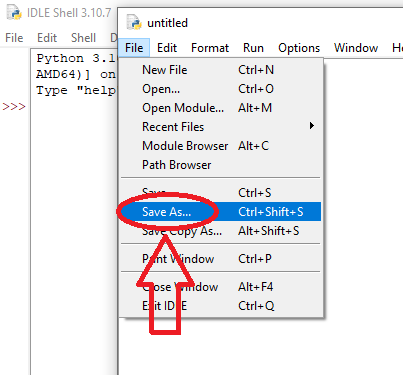 IDLE Shell 3.10.7
File Edit Shell
Python 3.1
AMD64)] on
Type "help
>>>
untitled
File Edit Format Run Options Window
New File Ctrl+N
Open... Ctrl+O
Open Module... Alt+M
Recent Files
Module Browser Alt+C
Path Browser
Save Ctrl+S
Save As... Ctrl+Shift+S
Save Copy As... Alt+Shift+S
Print Window Ctrl+P
Close Window Alt+F4
Exit IDLE Ctrl+Q